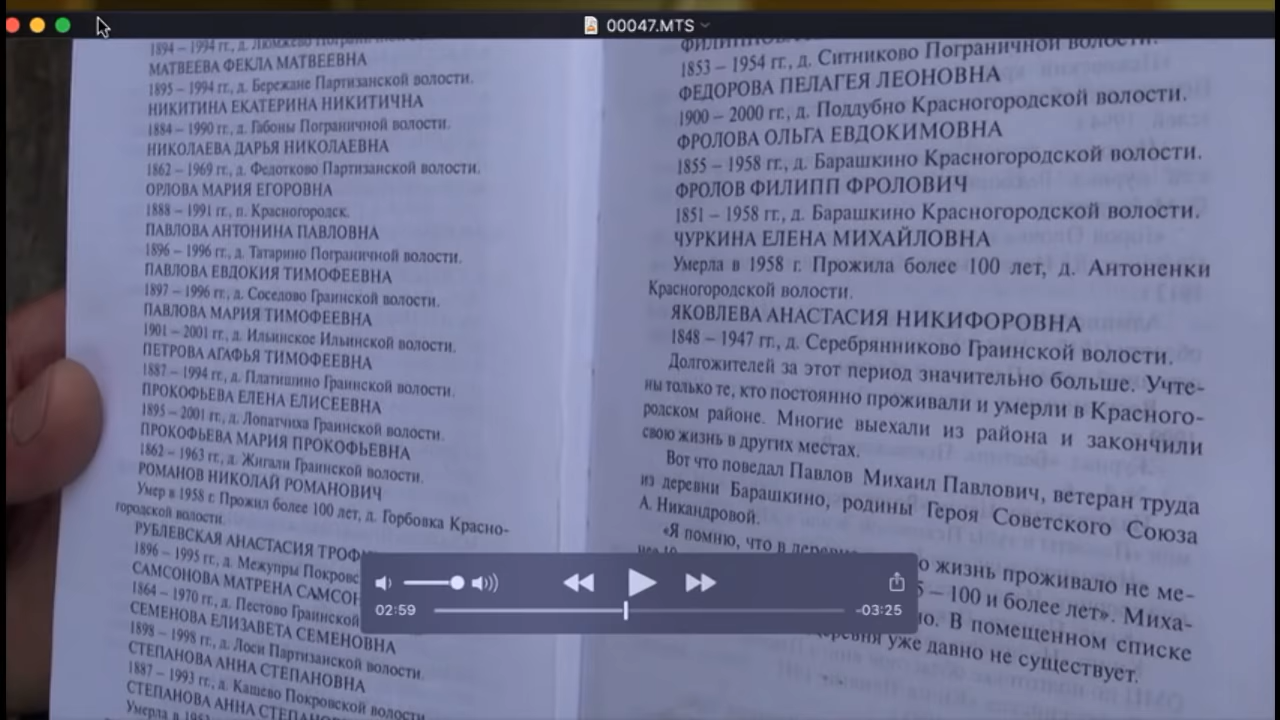 00047.MTS
1894 – 1994 гг., д. Люмжево
МАТВЕЕВА ФЕКЛА МАТВЕЕВНА
1895 – 1994 гг., д. Бережане Партизанской волости.
НИКИТИНА ЕКАТЕРИНА НИКИТИЧНА
1884 – 1990 гг., д. Габоны Пограничной волости.
НИКОЛАЕВА ДАРЬЯ НИКОЛАЕВНА
1862 – 1969 гг., д. Федотково Партизанской волости.
ОРЛОВА МАРИЯ ЕГОРОВНА
1888 – 1991 гг., п. Красногородск.
ПАВЛОВА АНТОНИНА ПАВЛОВНА
1896 – 1996 гг., д. Татарино Пограничной волости.
ПАВЛОВА ЕВДОКИЯ ТИМОФЕЕВНА
1897 – 1996 гг., д. Соседово Граинской волости.
ПАВЛОВА МАРИЯ ТИМОФЕЕВНА
1901 – 2001 гг., д. Ильинское Ильинской волости.
ПЕТРОВА АГАФЬЯ ТИМОФЕЕВНА
1887 – 1994 гг., д. Платишино Граинской волости.
ПРОКОФЬЕВА ЕЛЕНА ЕЛИСЕЕВНА
1895 – 2001 гг., д. Лопатчиха Граинской волости.
ПРОКОФЬЕВА МАРИЯ ПРОКОФЬЕВНА
1862 – 1963 гг., д. Жигали Граинской волости.
РОМАНОВ НИКОЛАЙ РОМАНОВИЧ
Умер в 1958 г. Прожил более 100 лет, д. Горбовка Красно-
городской волости.
РУБЛЕВСКАЯ АНАСТАСИЯ
1896 – 1995 гг., д. Межупры
САМСОНОВА МАТРЕНА
1864 – 1970 гг., д. Пестово Граинской
СЕМЕНОВА ЕЛИЗАВЕТА СЕМЕНОВНА
1898 – 1998 гг., д. Лоси Партизанской волости.
СТЕПАНОВА АННА СТЕПАНОВНА
1887 – 1993 гг., д. Кашево Покровской волости
СТЕПАНОВА АННА
Умерла в
1853 – 1954 гг., д. Ситниково Пограничной волости.
ФЕДОРОВА ПЕЛАГЕЯ ЛЕОНОВНА
1900 – 2000 гг., д. Поддубно Красногородской волости.
ФРОЛОВА ОЛЬГА ЕВДОКИМОВНА
1855 – 1958 гг., д. Барашкино Красногородской волости.
ФРОЛОВ ФИЛИПП ФРОЛОВИЧ
1851 – 1958 гг., д. Барашкино Красногородской волости.
ЧУРКИНА ЕЛЕНА МИХАЙЛОВНА
Умерла в 1958 г. Прожила более 100 лет, д. Антоненки
Красногородской волости.
ЯКОВЛЕВА АНАСТАСИЯ НИКИФОРОВНА
1848 – 1947 гг., д. Серебрянниково Граинской волости.
Долгожителей за этот период значительно больше. Учте-
ны только те, кто постоянно проживали и умерли в Красного-
родском районе. Многие выехали из района и закончили
свою жизнь в других местах.
Вот что поведал Павлов Михаил Павлович, ветеран труда
из деревни Барашкино, родины Героя Советского Союза
А. Никандровой.
«Я помню, что в жизнь проживало не ме-
– 100 и более лет». Миха-
В помещенном списке
уже давно не существует.
02:59
-03:25